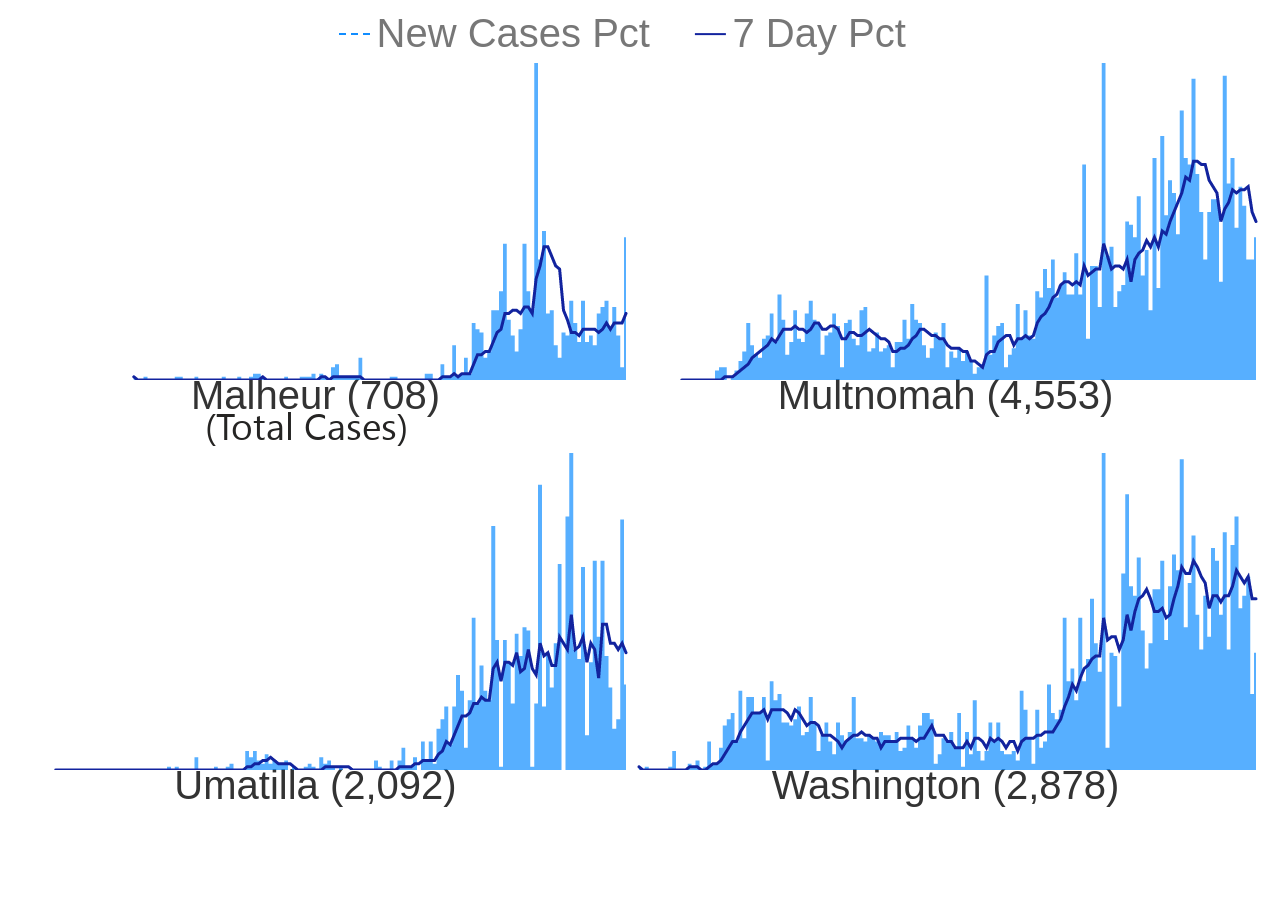 New Cases Pct 7 Day Pct
Malheur (708)
(Total Cases)
Multnomah (4,553)
Umatilla (2,092)
Washington (2,878)